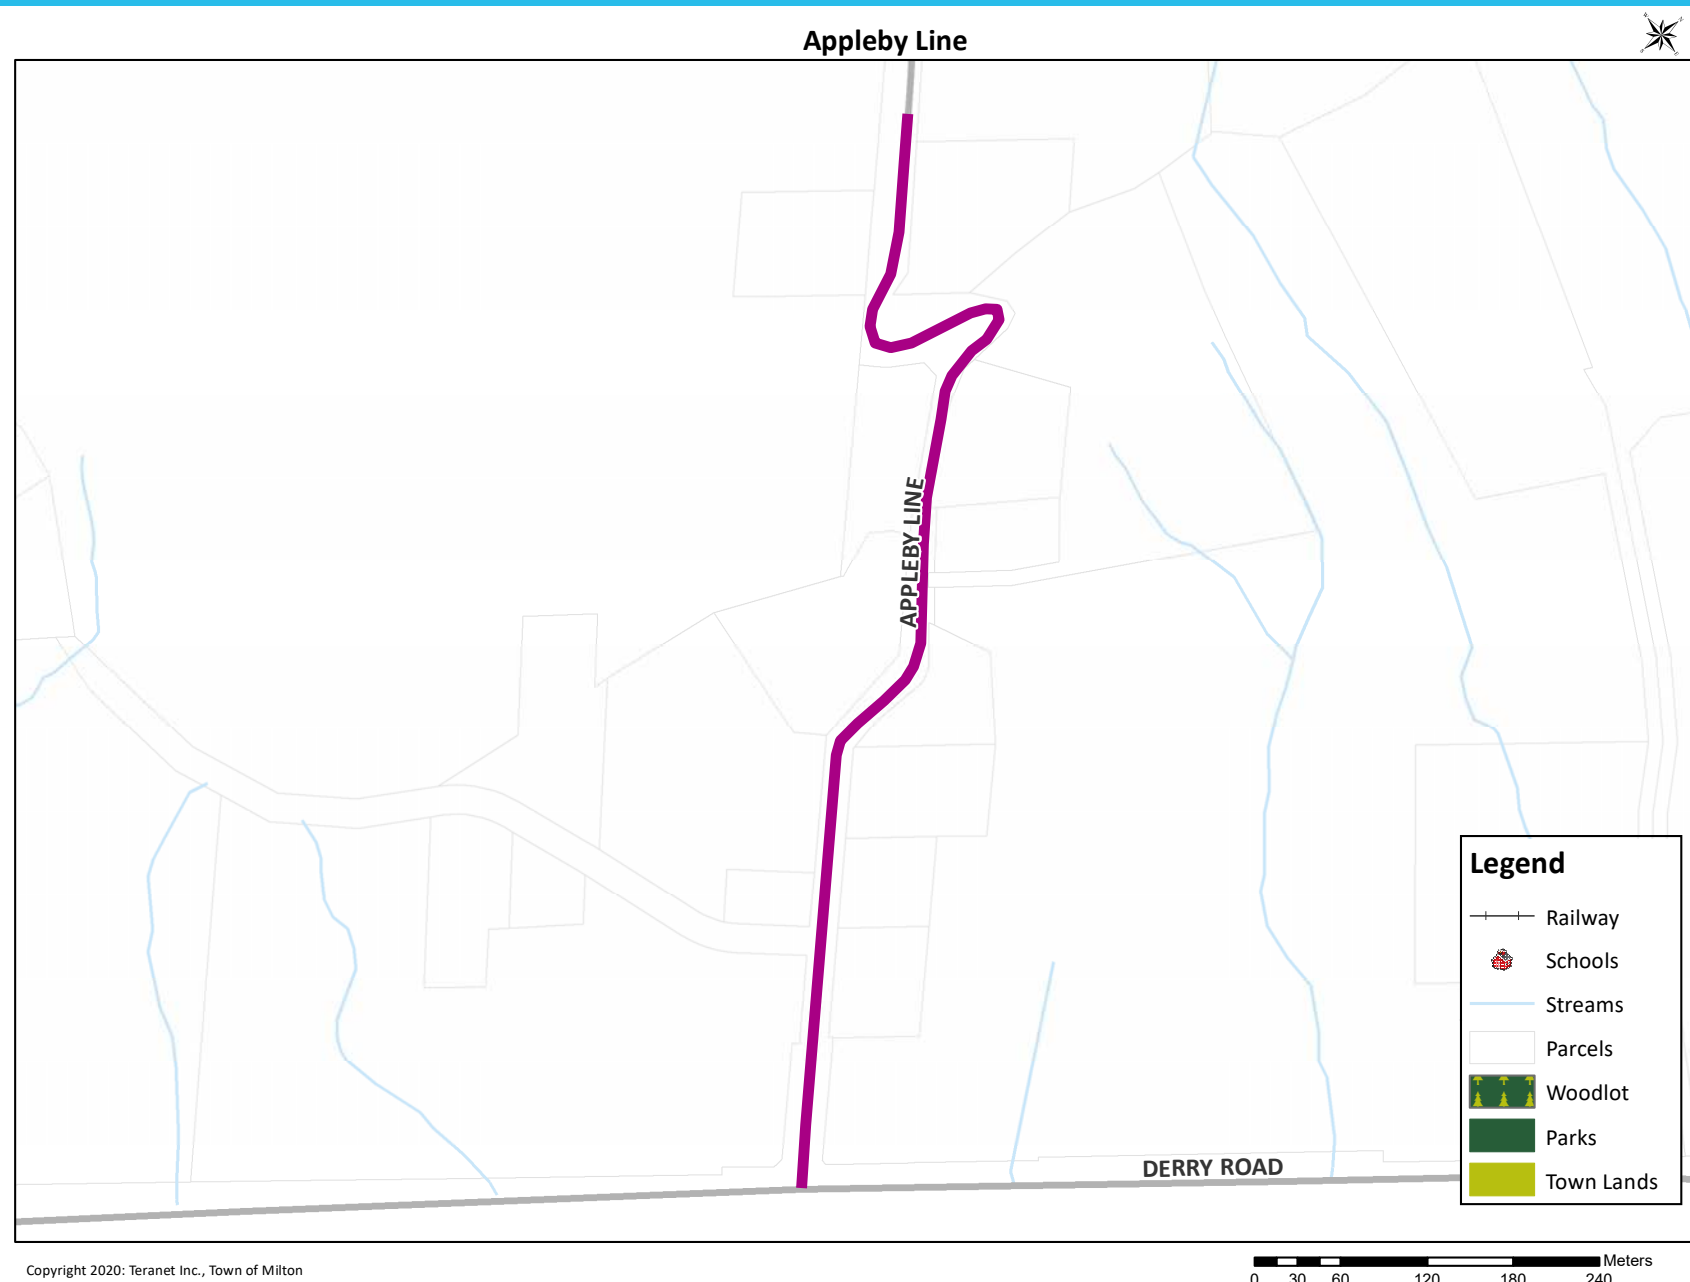 Appleby Line
APPLEBY LINE
DERRY ROAD
Legend
Railway
Schools
Streams
Parcels
Woodlot
Parks
Town Lands
Copyright 2020: Teranet Inc., Town of Milton
Meters
0 30 60 120 180 240